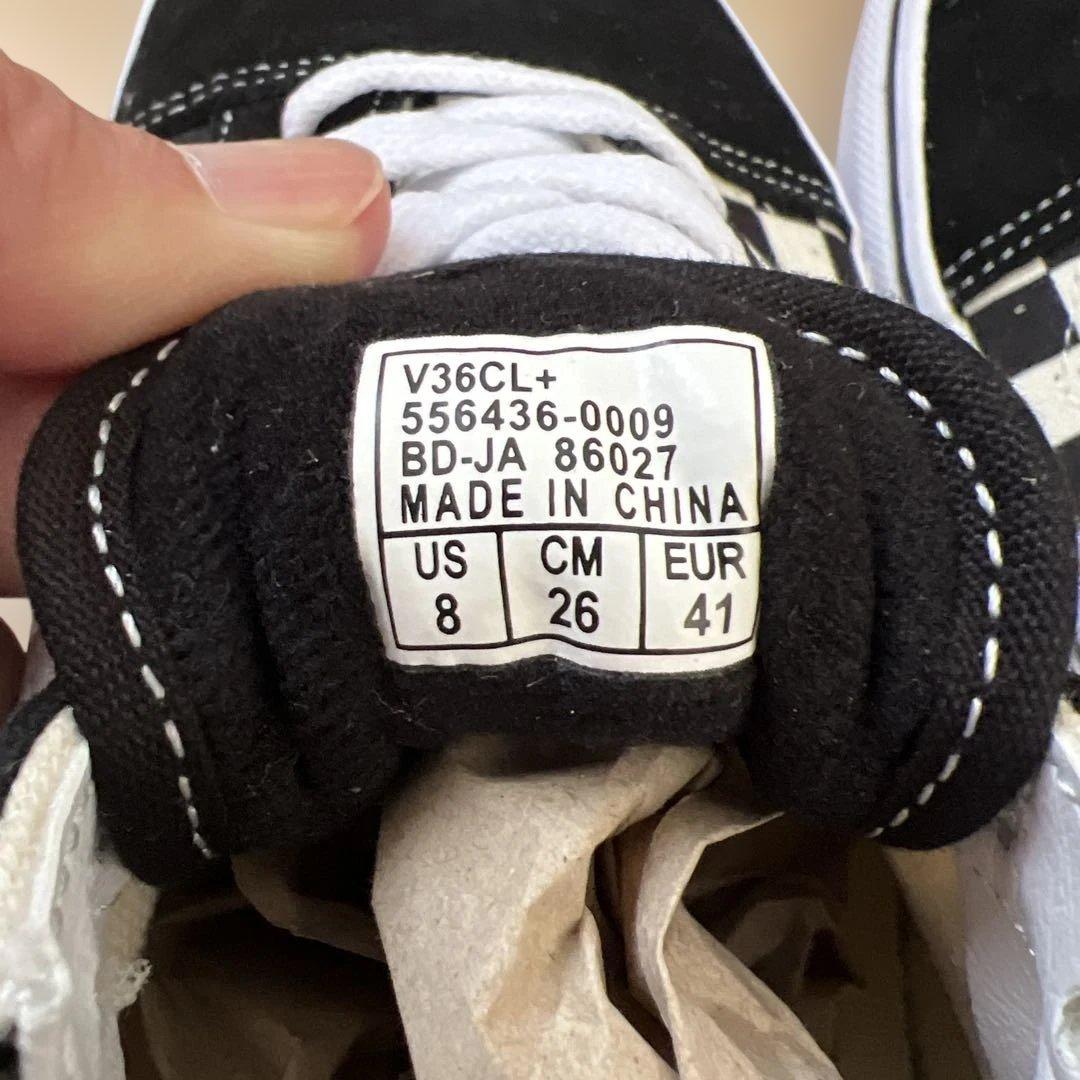 V36CL+
556436-0009
BD-JA 86027
MADE IN CHINA
US CM EUR
8 26 41